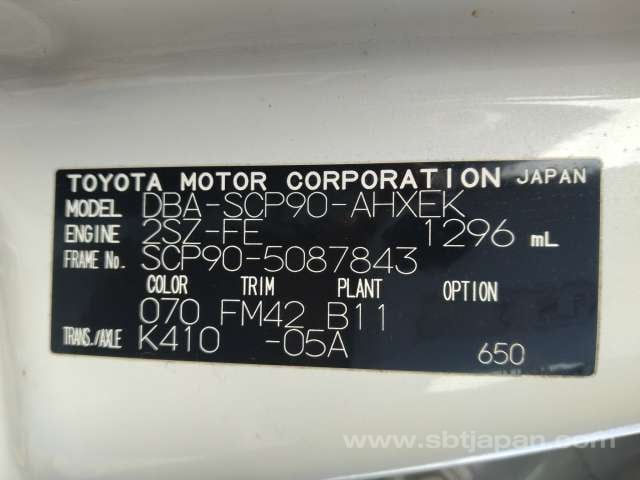 TOYOTA MOTOR CORPORATION JAPAN
MODEL DBA-SCP90-AHXEK
ENGINE 2SZ-FE 1296 mL
FRAME No. SCP90-5087843
COLOR TRIM PLANT OPTION
070 FM42 B11
TRANS./AXLE K410 -05A
650
www.sbtjapan.com